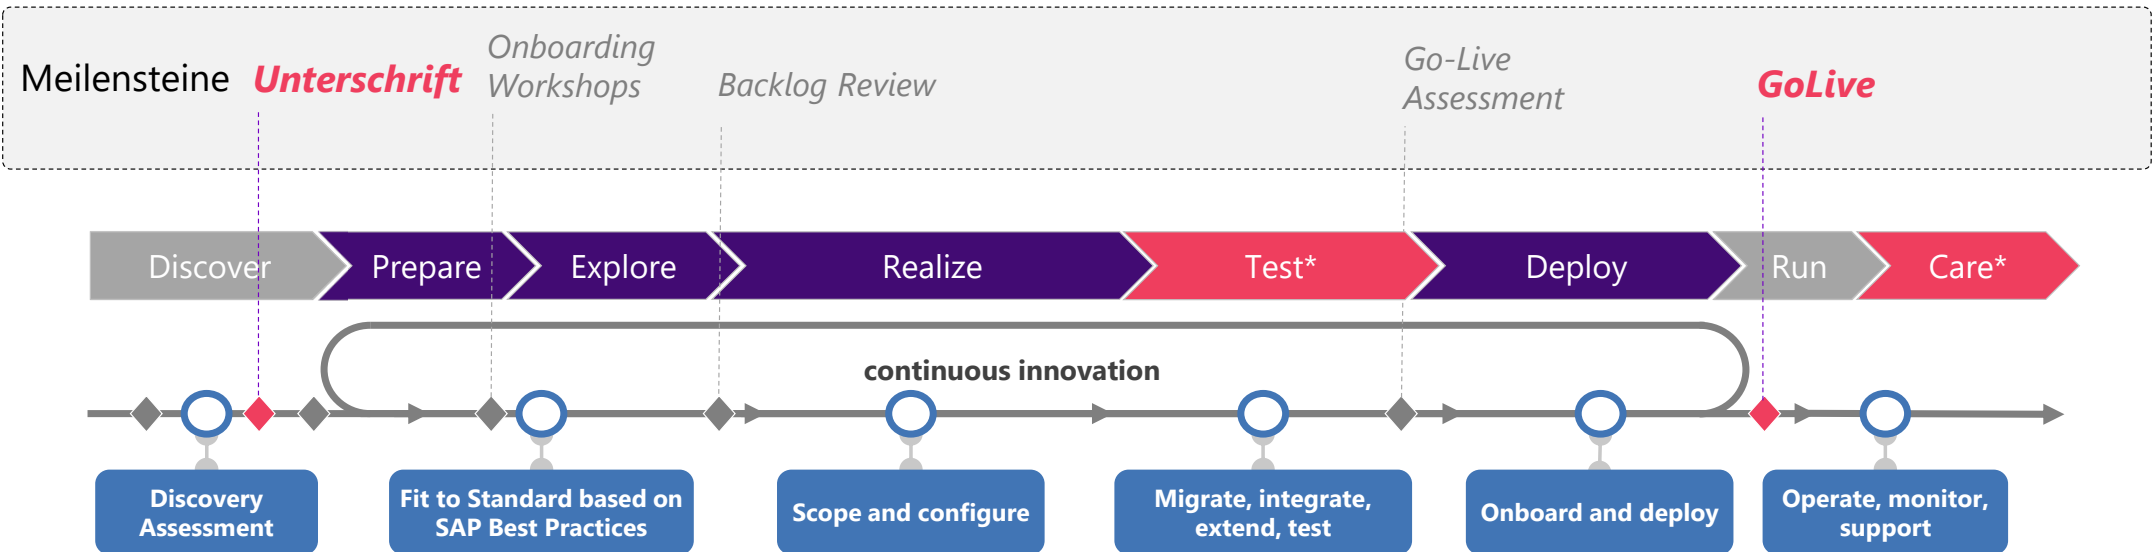 Meilensteine
Unterschrift
Onboarding
Workshops
Backlog Review
Go-Live
Assessment
GoLive
Discover
Prepare
Explore
Realize
Test*
Deploy
Run
Care*
continuous innovation
Discovery
Assessment
Fit to Standard based on
SAP Best Practices
Scope and configure
Migrate, integrate,
extend, test
Onboard and deploy
Operate, monitor,
support